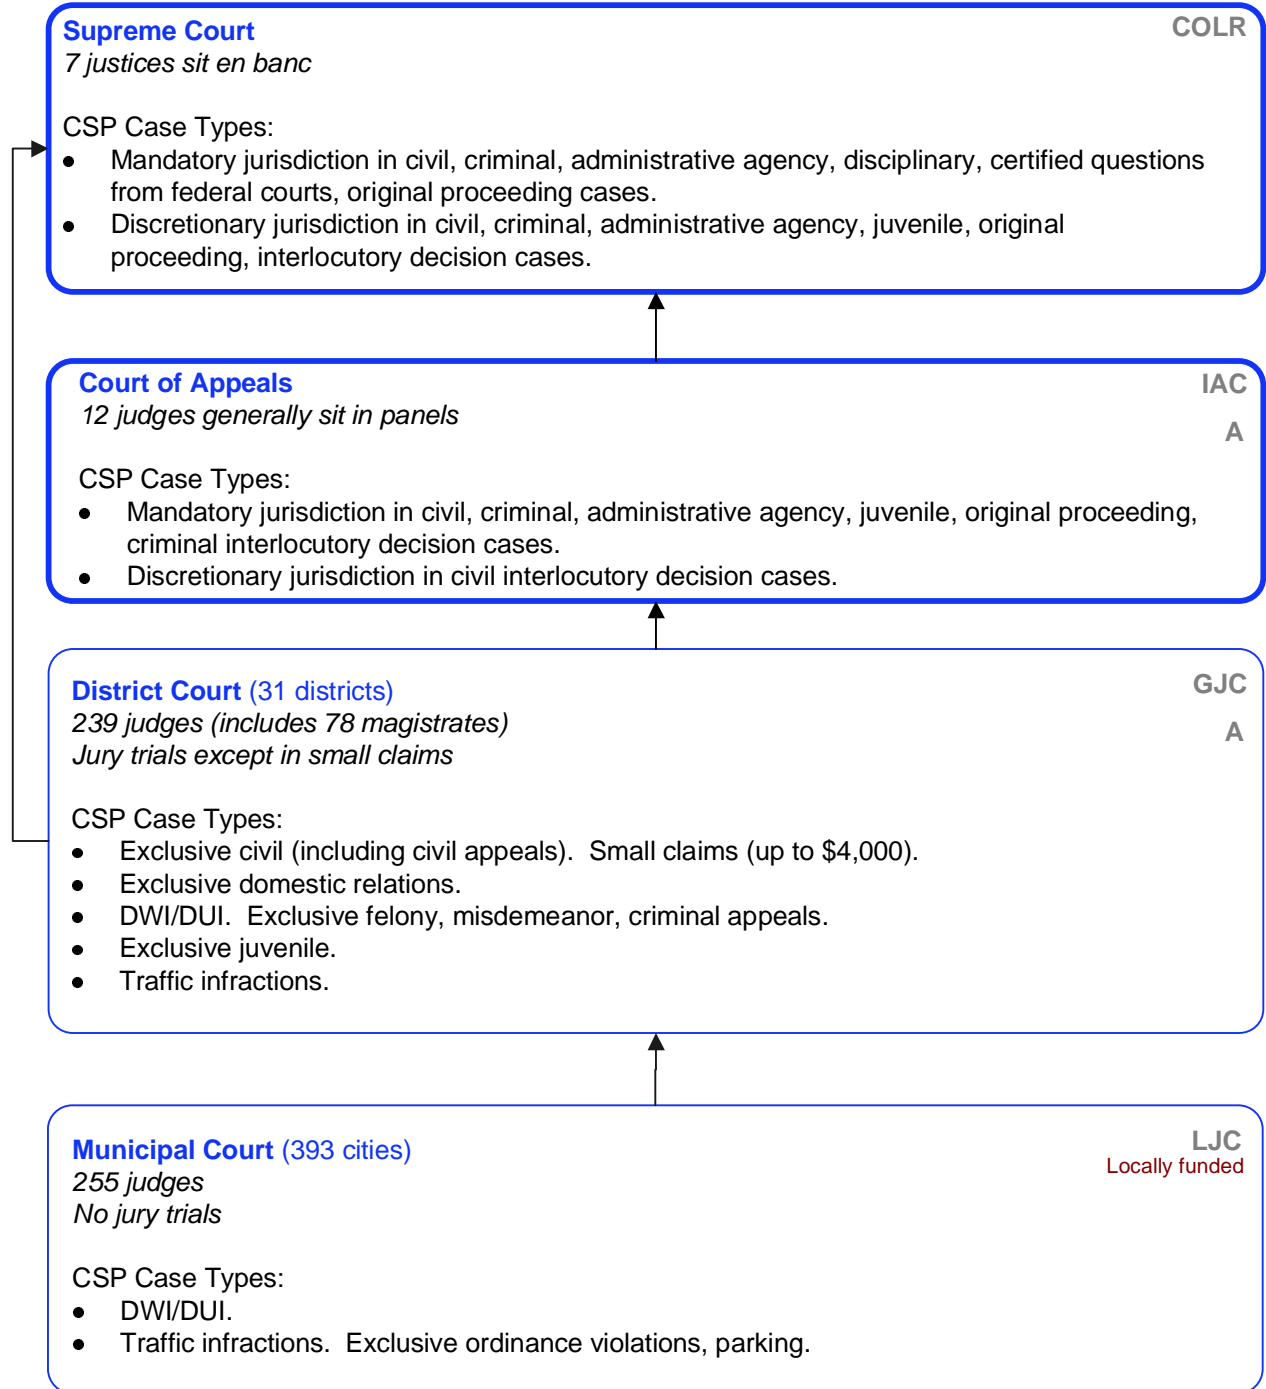 Supreme Court
COLR
7 justices sit en banc
CSP Case Types:
• Mandatory jurisdiction in civil, criminal, administrative agency, disciplinary, certified questions
from federal courts, original proceeding cases.
• Discretionary jurisdiction in civil, criminal, administrative agency, juvenile, original
proceeding, interlocutory decision cases.
Court of Appeals
IAC
12 judges generally sit in panels
A
CSP Case Types:
• Mandatory jurisdiction in civil, criminal, administrative agency, juvenile, original proceeding,
criminal interlocutory decision cases.
• Discretionary jurisdiction in civil interlocutory decision cases.
District Court (31 districts)
GJC
239 judges (includes 78 magistrates)
A
Jury trials except in small claims
CSP Case Types:
• Exclusive civil (including civil appeals).  Small claims (up to $4,000).
• Exclusive domestic relations.
• DWI/DUI.  Exclusive felony, misdemeanor, criminal appeals.
• Exclusive juvenile.
• Traffic infractions.
Municipal Court (393 cities)
LJC
Locally funded
255 judges
No jury trials
CSP Case Types:
• DWI/DUI.
• Traffic infractions.  Exclusive ordinance violations, parking.